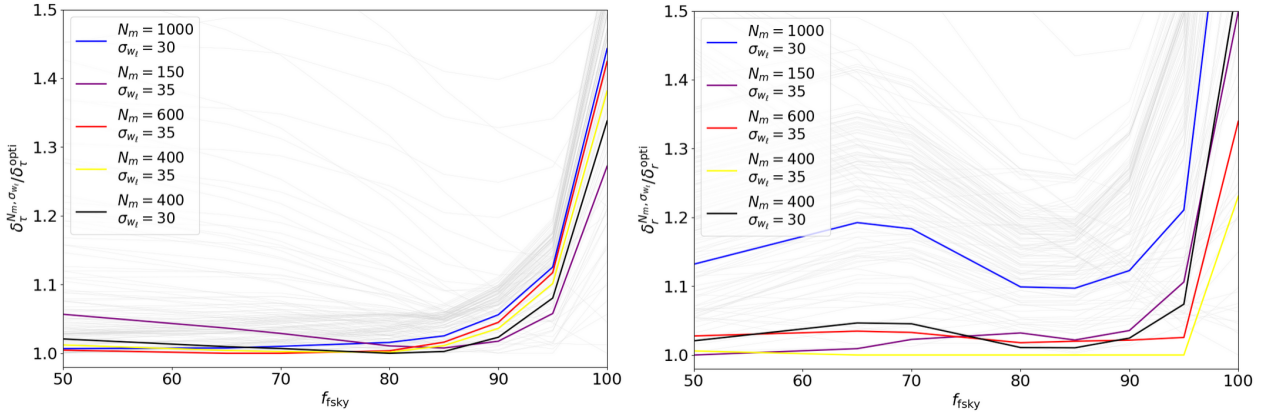 1.5
1.4
1.3
1.2
1.1
1.0
δ_τ^{N_m, σ_{w_ℓ}}/δ_τ^{opti}
N_m = 1000
σ_{w_ℓ} = 30
N_m = 150
σ_{w_ℓ} = 35
N_m = 600
σ_{w_ℓ} = 35
N_m = 400
σ_{w_ℓ} = 35
N_m = 400
σ_{w_ℓ} = 30
50 60 70 80 90 100
f_{fsky}
1.5
1.4
1.3
1.2
1.1
1.0
δ_r^{N_m, σ_{w_ℓ}}/δ_r^{opti}
N_m = 1000
σ_{w_ℓ} = 30
N_m = 150
σ_{w_ℓ} = 35
N_m = 600
σ_{w_ℓ} = 35
N_m = 400
σ_{w_ℓ} = 35
N_m = 400
σ_{w_ℓ} = 30
50 60 70 80 90 100
f_{fsky}